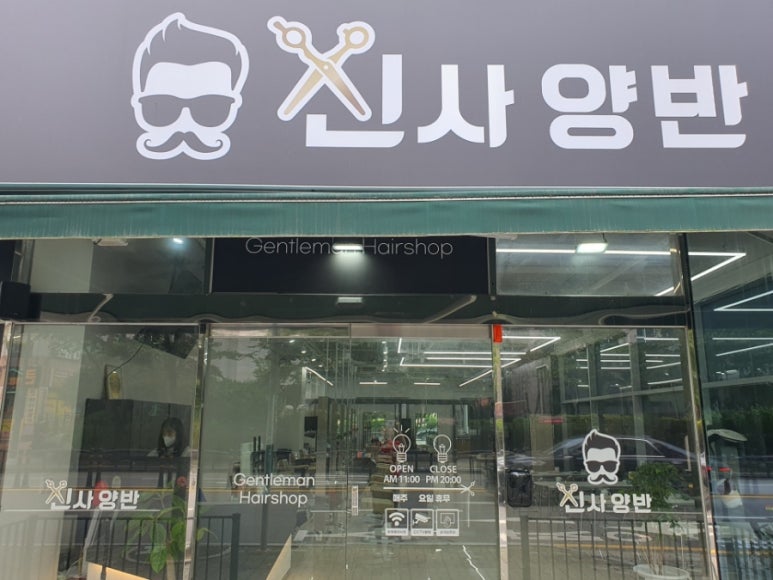 신사 양반
Gentleman Hairshop
Gentleman
Hairshop
OPEN
AM 11:00
CLOSE
PM 20:00
매주 요일 휴무
신사 양반
신사 양반